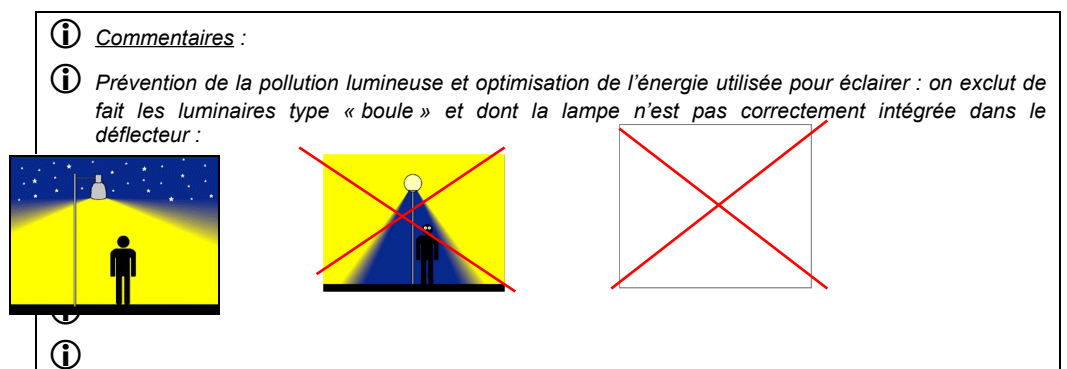 Commentaires :
Prévention de la pollution lumineuse et optimisation de l'énergie utilisée pour éclairer : on exclut de
fait les luminaires type « boule » et dont la lampe n'est pas correctement intégrée dans le
déflecteur :